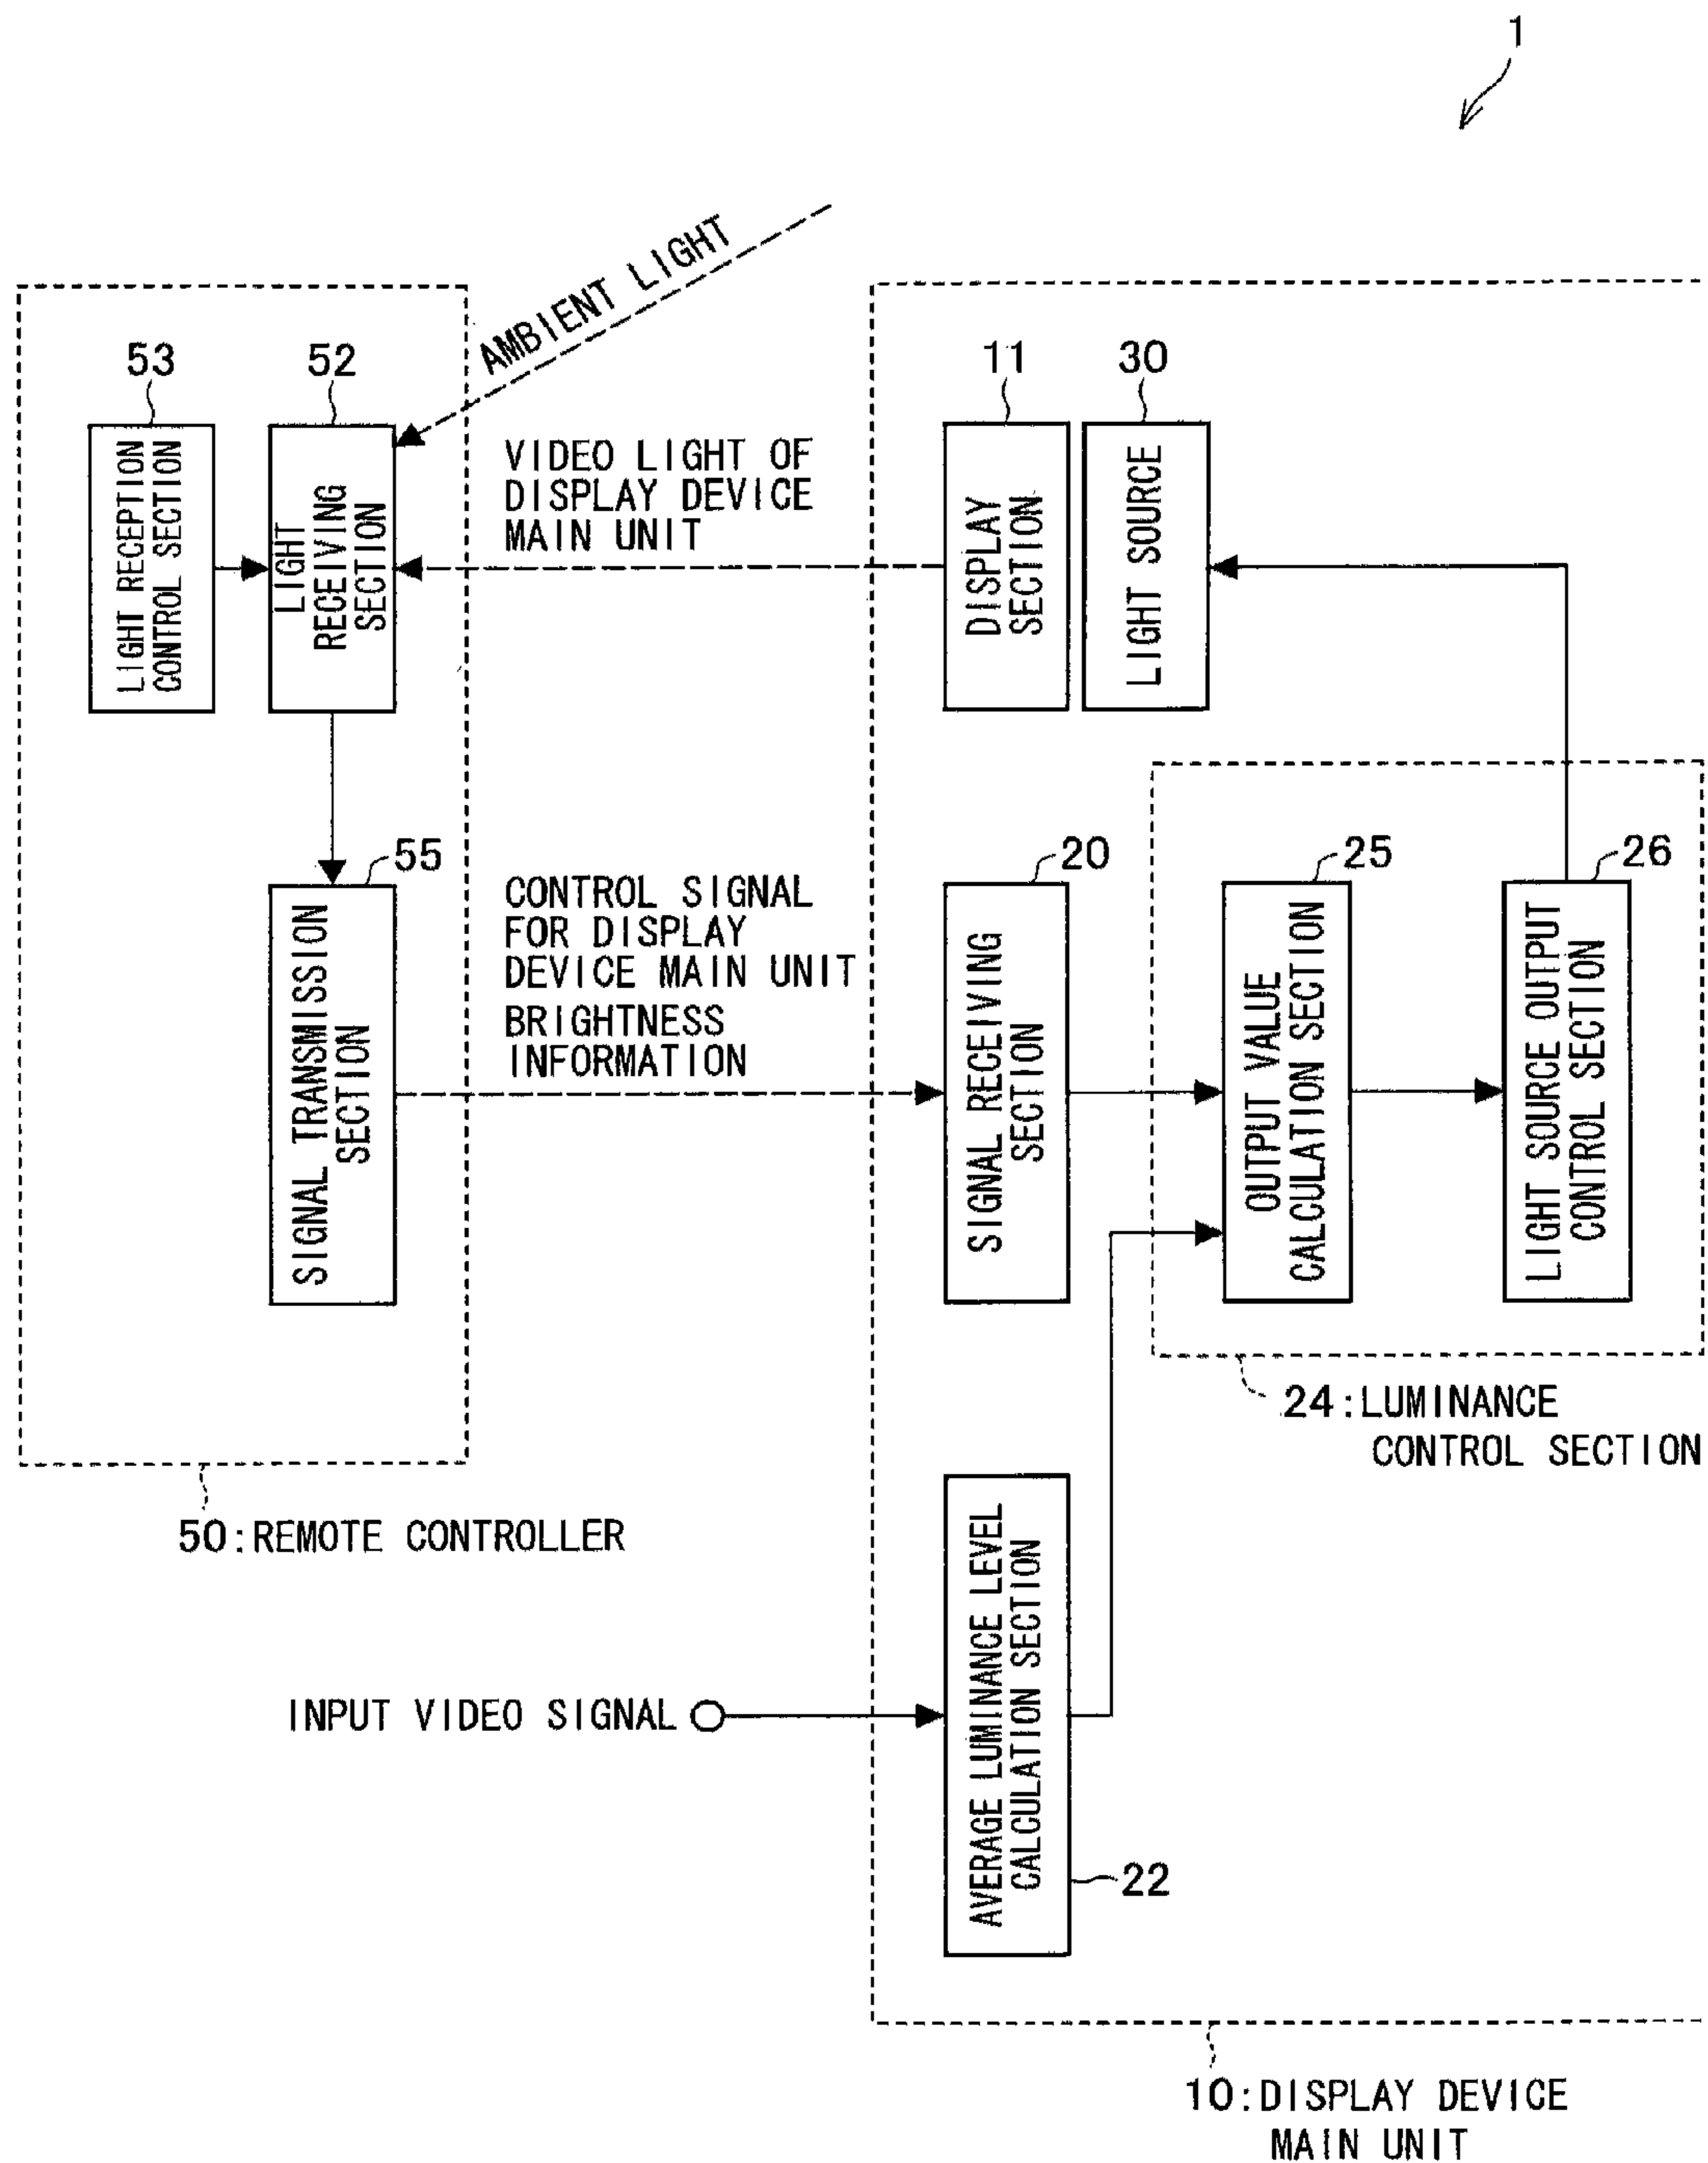 1
AMBIENT LIGHT
53
52
11
30
LIGHT RECEPTION
CONTROL SECTION
LIGHT
RECEIVING
SECTION
VIDEO LIGHT OF
DISPLAY DEVICE
MAIN UNIT
DISPLAY
SECTION
LIGHT SOURCE
55
20
25
26
SIGNAL TRANSMISSION
SECTION
CONTROL SIGNAL
FOR DISPLAY
DEVICE MAIN UNIT
BRIGHTNESS
INFORMATION
SIGNAL RECEIVING
SECTION
OUTPUT VALUE
CALCULATION SECTION
LIGHT SOURCE OUTPUT
CONTROL SECTION
24:LUMINANCE
CONTROL SECTION
50:REMOTE CONTROLLER
INPUT VIDEO SIGNAL
AVERAGE LUMINANCE LEVEL
CALCULATION SECTION
22
10:DISPLAY DEVICE
MAIN UNIT